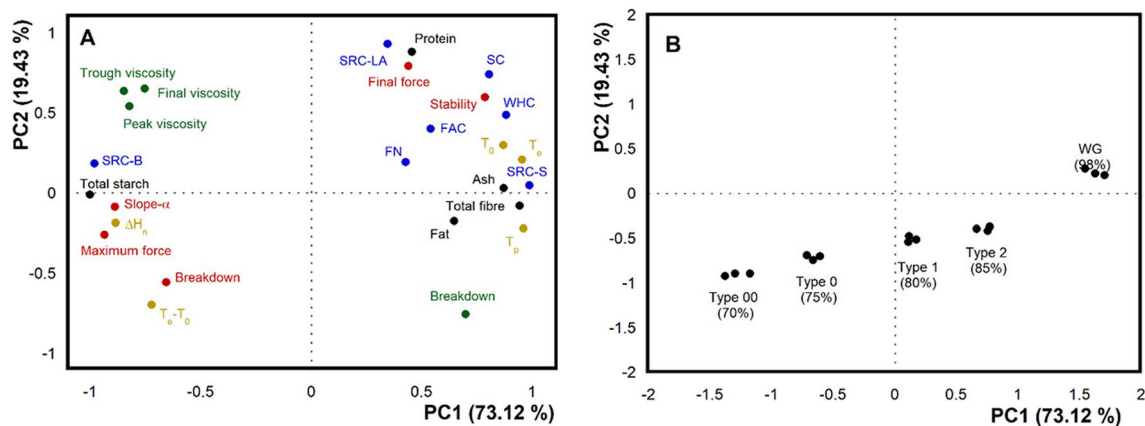 A
PC2 (19.43 %)
1
0.5
0
-0.5
-1
-1
-0.5
0
0.5
1
PC1 (73.12 %)
Protein
SRC-LA
SC
Final force
Trough viscosity
Final viscosity
Stability
Peak viscosity
WHC
FAC
T0
Te
FN
SRC-B
SRC-S
Total starch
Ash
Slope-α
Total fibre
ΔHn
Fat
Maximum force
Tp
Breakdown
Te-T0
Breakdown
B
PC2 (19.43 %)
2
1.5
1
0.5
0
-0.5
-1
-1.5
-2
-2
-1.5
-1
-0.5
0
0.5
1
1.5
2
PC1 (73.12 %)
WG
(98%)
Type 2
(85%)
Type 1
(80%)
Type 0
(75%)
Type 00
(70%)